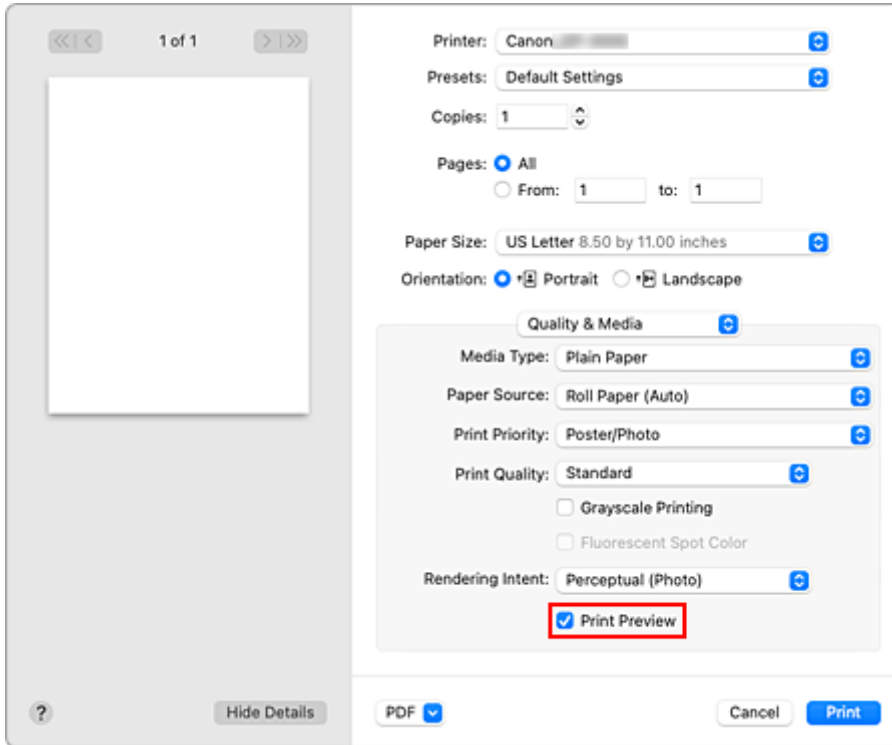 1 of 1
Printer: Canon
Presets: Default Settings
Copies: 1
Pages: All
From: 1 to: 1
Paper Size: US Letter 8.50 by 11.00 inches
Orientation: Portrait Landscape
Quality & Media
Media Type: Plain Paper
Paper Source: Roll Paper (Auto)
Print Priority: Poster/Photo
Print Quality: Standard
Grayscale Printing
Fluorescent Spot Color
Rendering Intent: Perceptual (Photo)
Print Preview
? Hide Details PDF Cancel Print